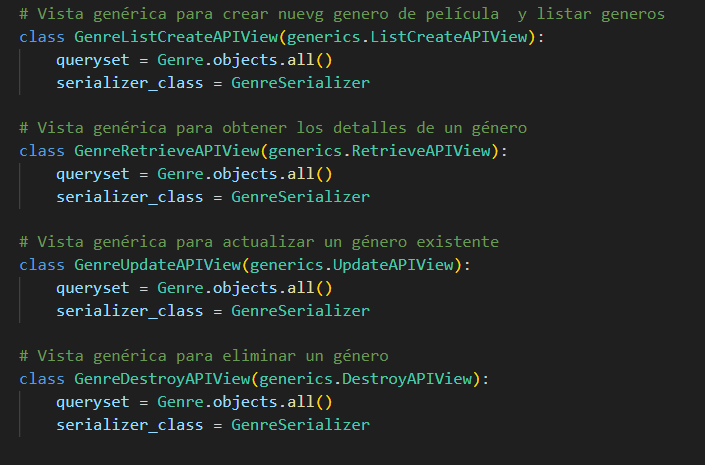 # Vista genérica para crear nuevg genero de película  y listar generos
class GenreListCreateAPIView(generics.ListCreateAPIView):
    queryset = Genre.objects.all()
    serializer_class = GenreSerializer

# Vista genérica para obtener los detalles de un género
class GenreRetrieveAPIView(generics.RetrieveAPIView):
    queryset = Genre.objects.all()
    serializer_class = GenreSerializer

# Vista genérica para actualizar un género existente
class GenreUpdateAPIView(generics.UpdateAPIView):
    queryset = Genre.objects.all()
    serializer_class = GenreSerializer

# Vista genérica para eliminar un género
class GenreDestroyAPIView(generics.DestroyAPIView):
    queryset = Genre.objects.all()
    serializer_class = GenreSerializer